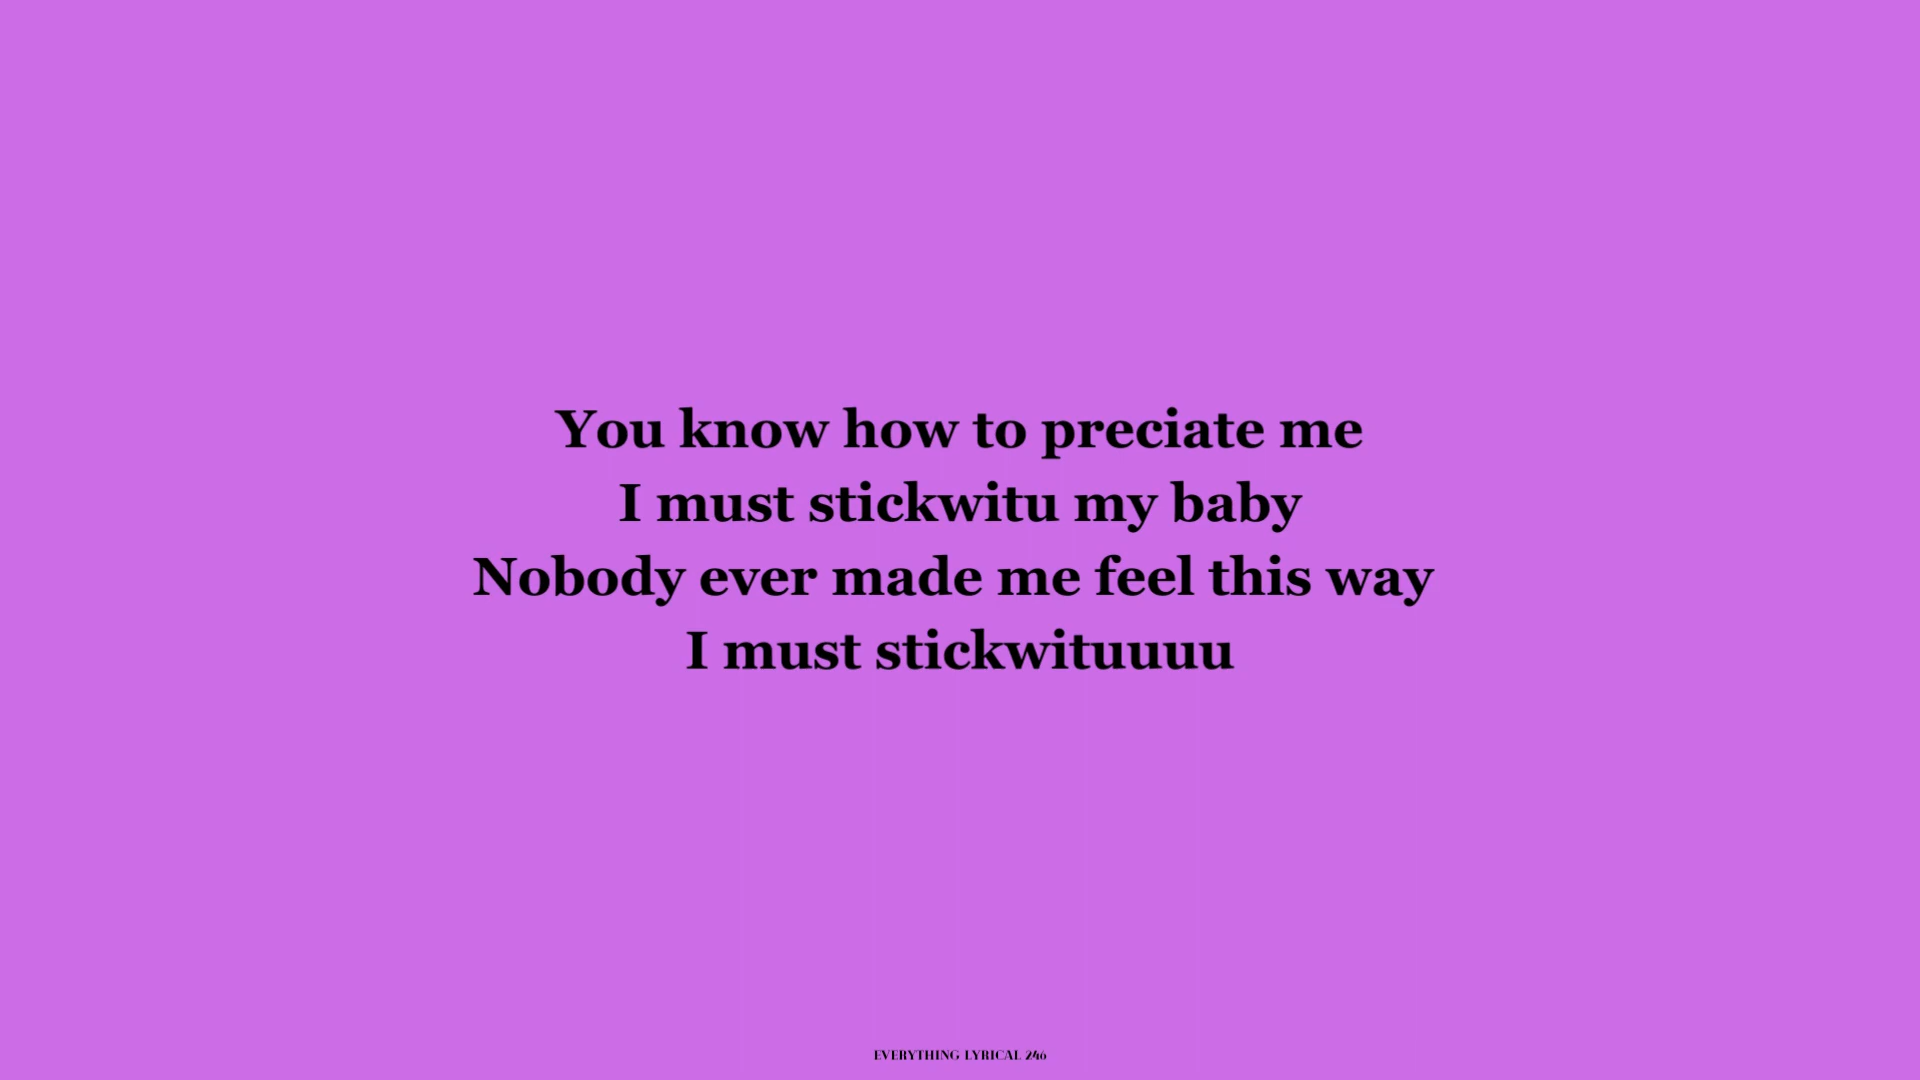 You know how to preciate me
I must stickwitu my baby
Nobody ever made me feel this way
I must stickwituuuu
EVERYTHING LYRICAL 246